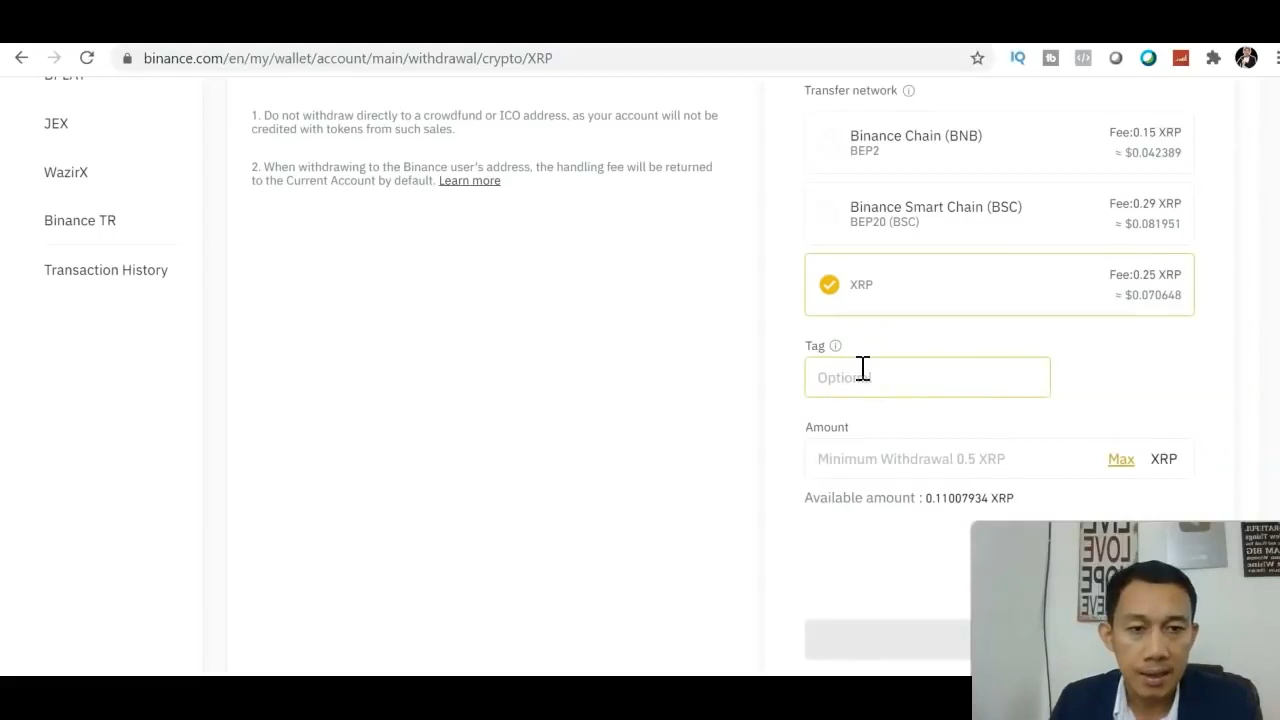 binance.com/en/my/wallet/account/main/withdrawal/crypto/XRP
JEX
WazirX
Binance TR
Transaction History
1. Do not withdraw directly to a crowdfund or ICO address, as your account will not be
credited with tokens from such sales.
2. When withdrawing to the Binance user's address, the handling fee will be returned
to the Current Account by default. Learn more
Transfer network
Binance Chain (BNB)
BEP2
Fee:0.15 XRP
≈ $0.042389
Binance Smart Chain (BSC)
BEP20 (BSC)
Fee:0.29 XRP
≈ $0.081951
XRP
Fee:0.25 XRP
≈ $0.070648
Tag
Optional
Amount
Minimum Withdrawal 0.5 XRP
Max
XRP
Available amount : 0.11007934 XRP
LIVE
LOVE